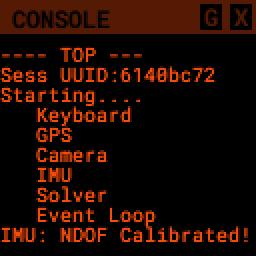 CONSOLE G X
---- TOP ---
Sess UUID:6140bc72
Starting....
Keyboard
GPS
Camera
IMU
Solver
Event Loop
IMU: NDOF Calibrated!